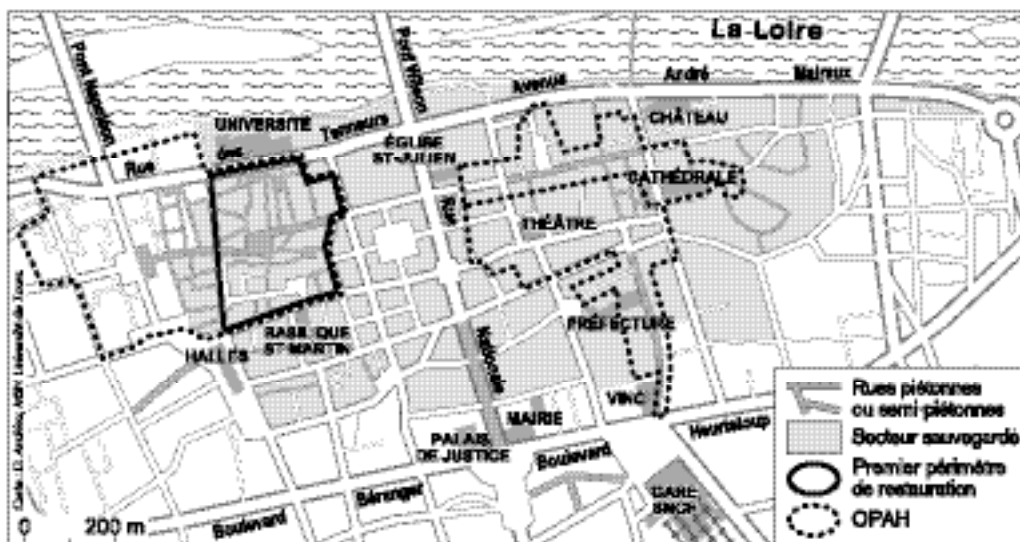 La Loire
Pont Napoléon
Pont Wilson
Avenue
André
Malraux
UNIVERSITÉ
Tanneurs
des
Rue
ÉGLISE
ST-JULIEN
CHÂTEAU
CATHÉDRALE
Rue
THÉÂTRE
PRÉFECTURE
BASILIQUE
ST-MARTIN
HALLES
Nationale
VINCI
MAIRIE
PALAIS
DE JUSTICE
Boulevard
Heurteloup
Boulevard
Béranger
GARE
SNCF
0 200 m
Rues piétonnes
ou semi-piétonnes
Secteur sauvegardé
Premier périmètre
de restauration
OPAH